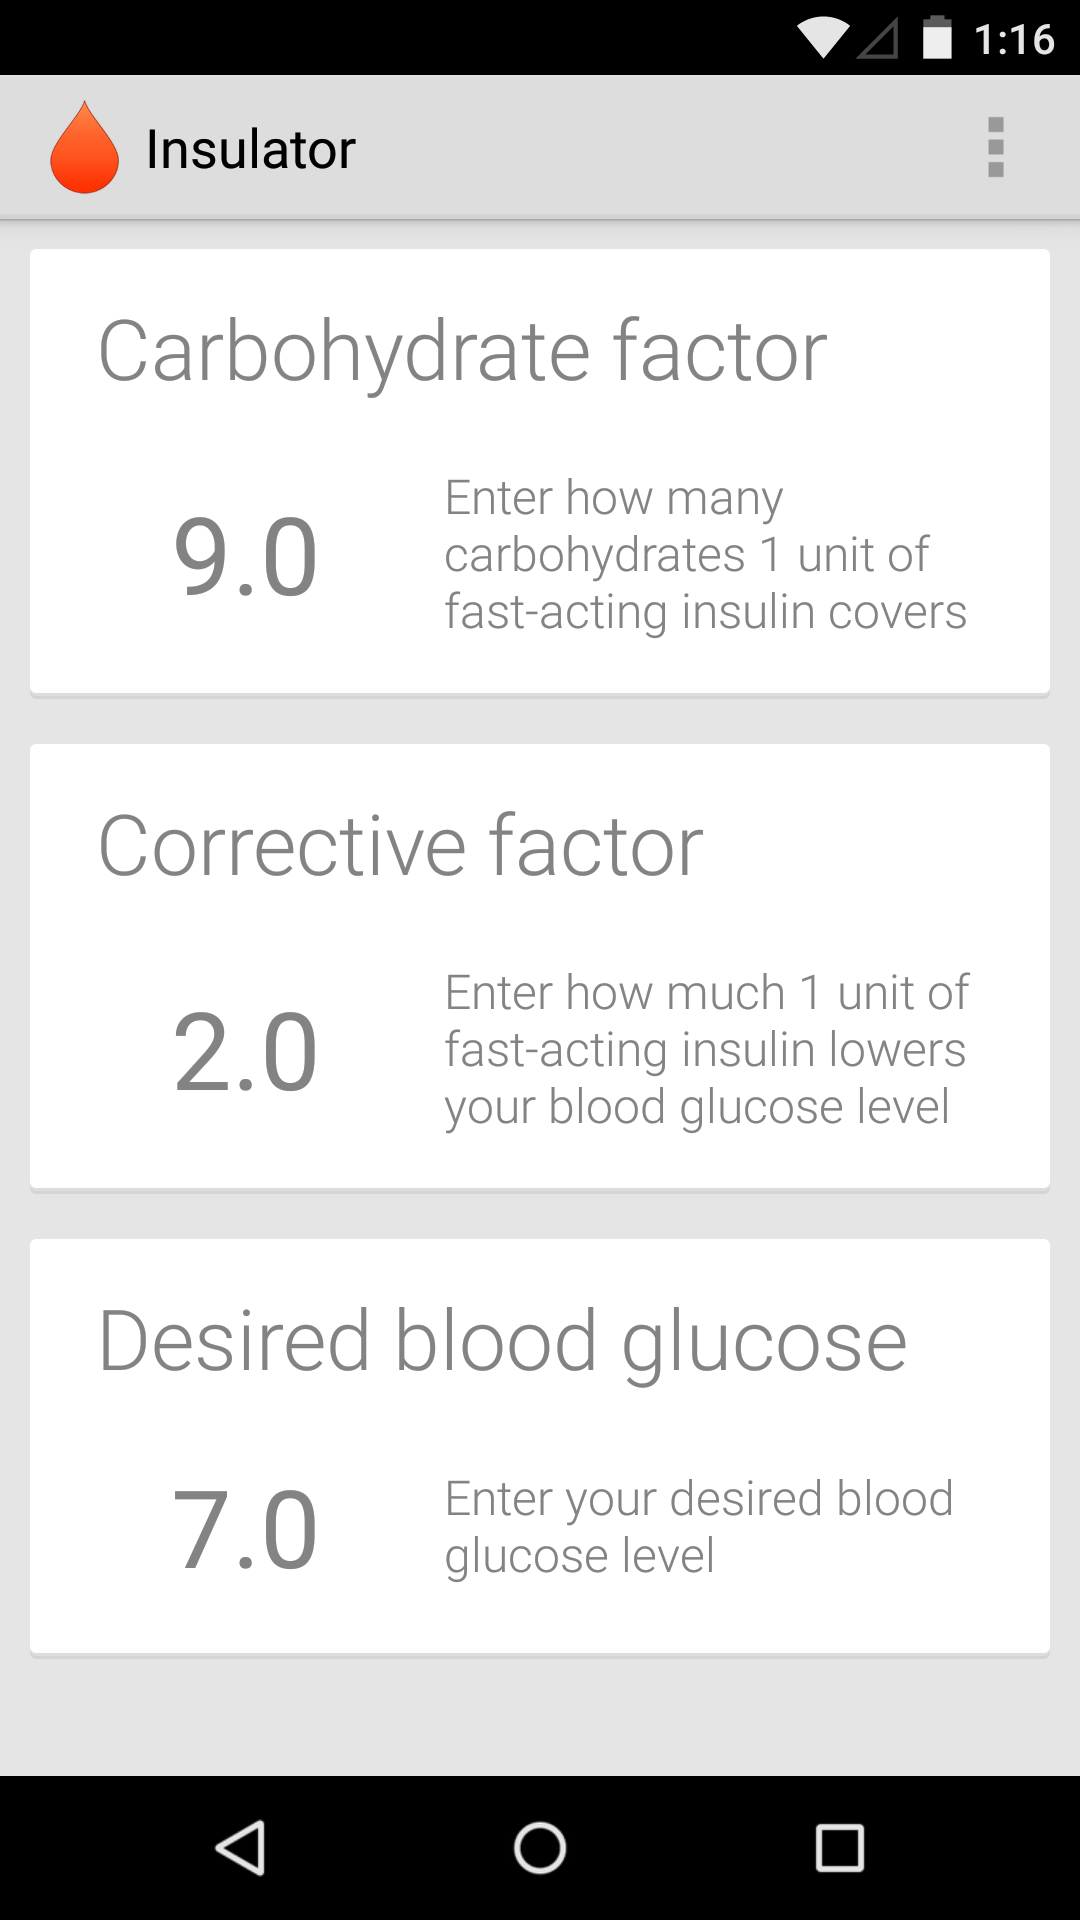 1:16
Insulator
Carbohydrate factor
9.0
Enter how many
carbohydrates 1 unit of
fast-acting insulin covers
Corrective factor
2.0
Enter how much 1 unit of
fast-acting insulin lowers
your blood glucose level
Desired blood glucose
7.0
Enter your desired blood
glucose level